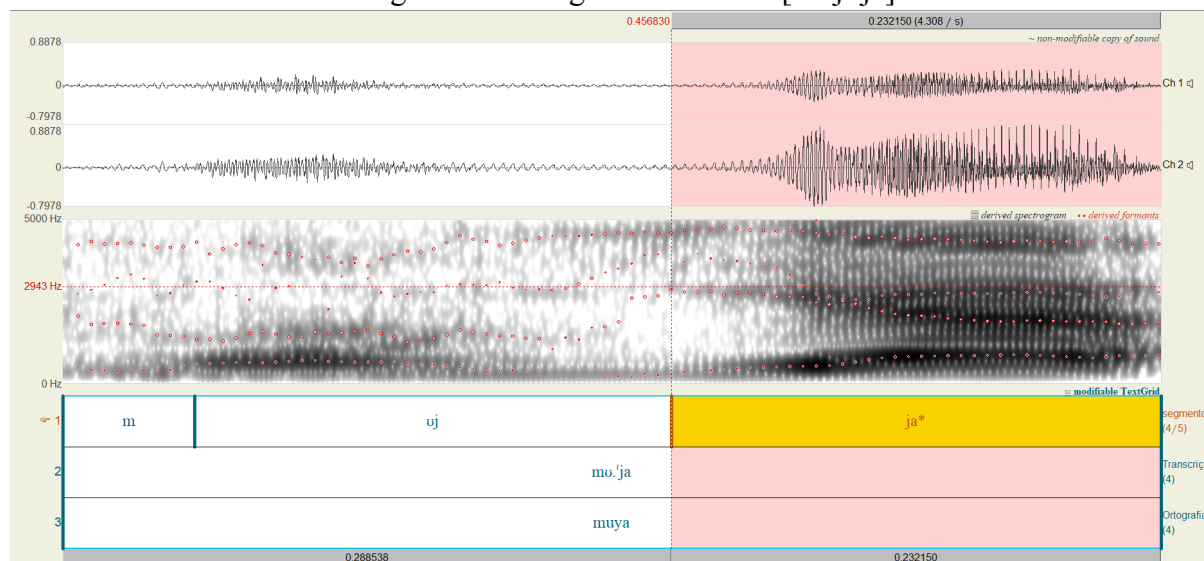 0.456830 0.232150 (4.308 / s)
~ non-modifiable copy of sound
0.8878
0
-0.7978
Ch 1
0.8878
0
-0.7978
Ch 2
5000 Hz
derived spectrogram •• derived formants
2943 Hz
0 Hz
modifiable TextGrid
1 m ʊj ja* segmento (4/5)
2 mʊ.ˈja Transcriç (4)
3 muya Ortografia (4)
0.288538 0.232150